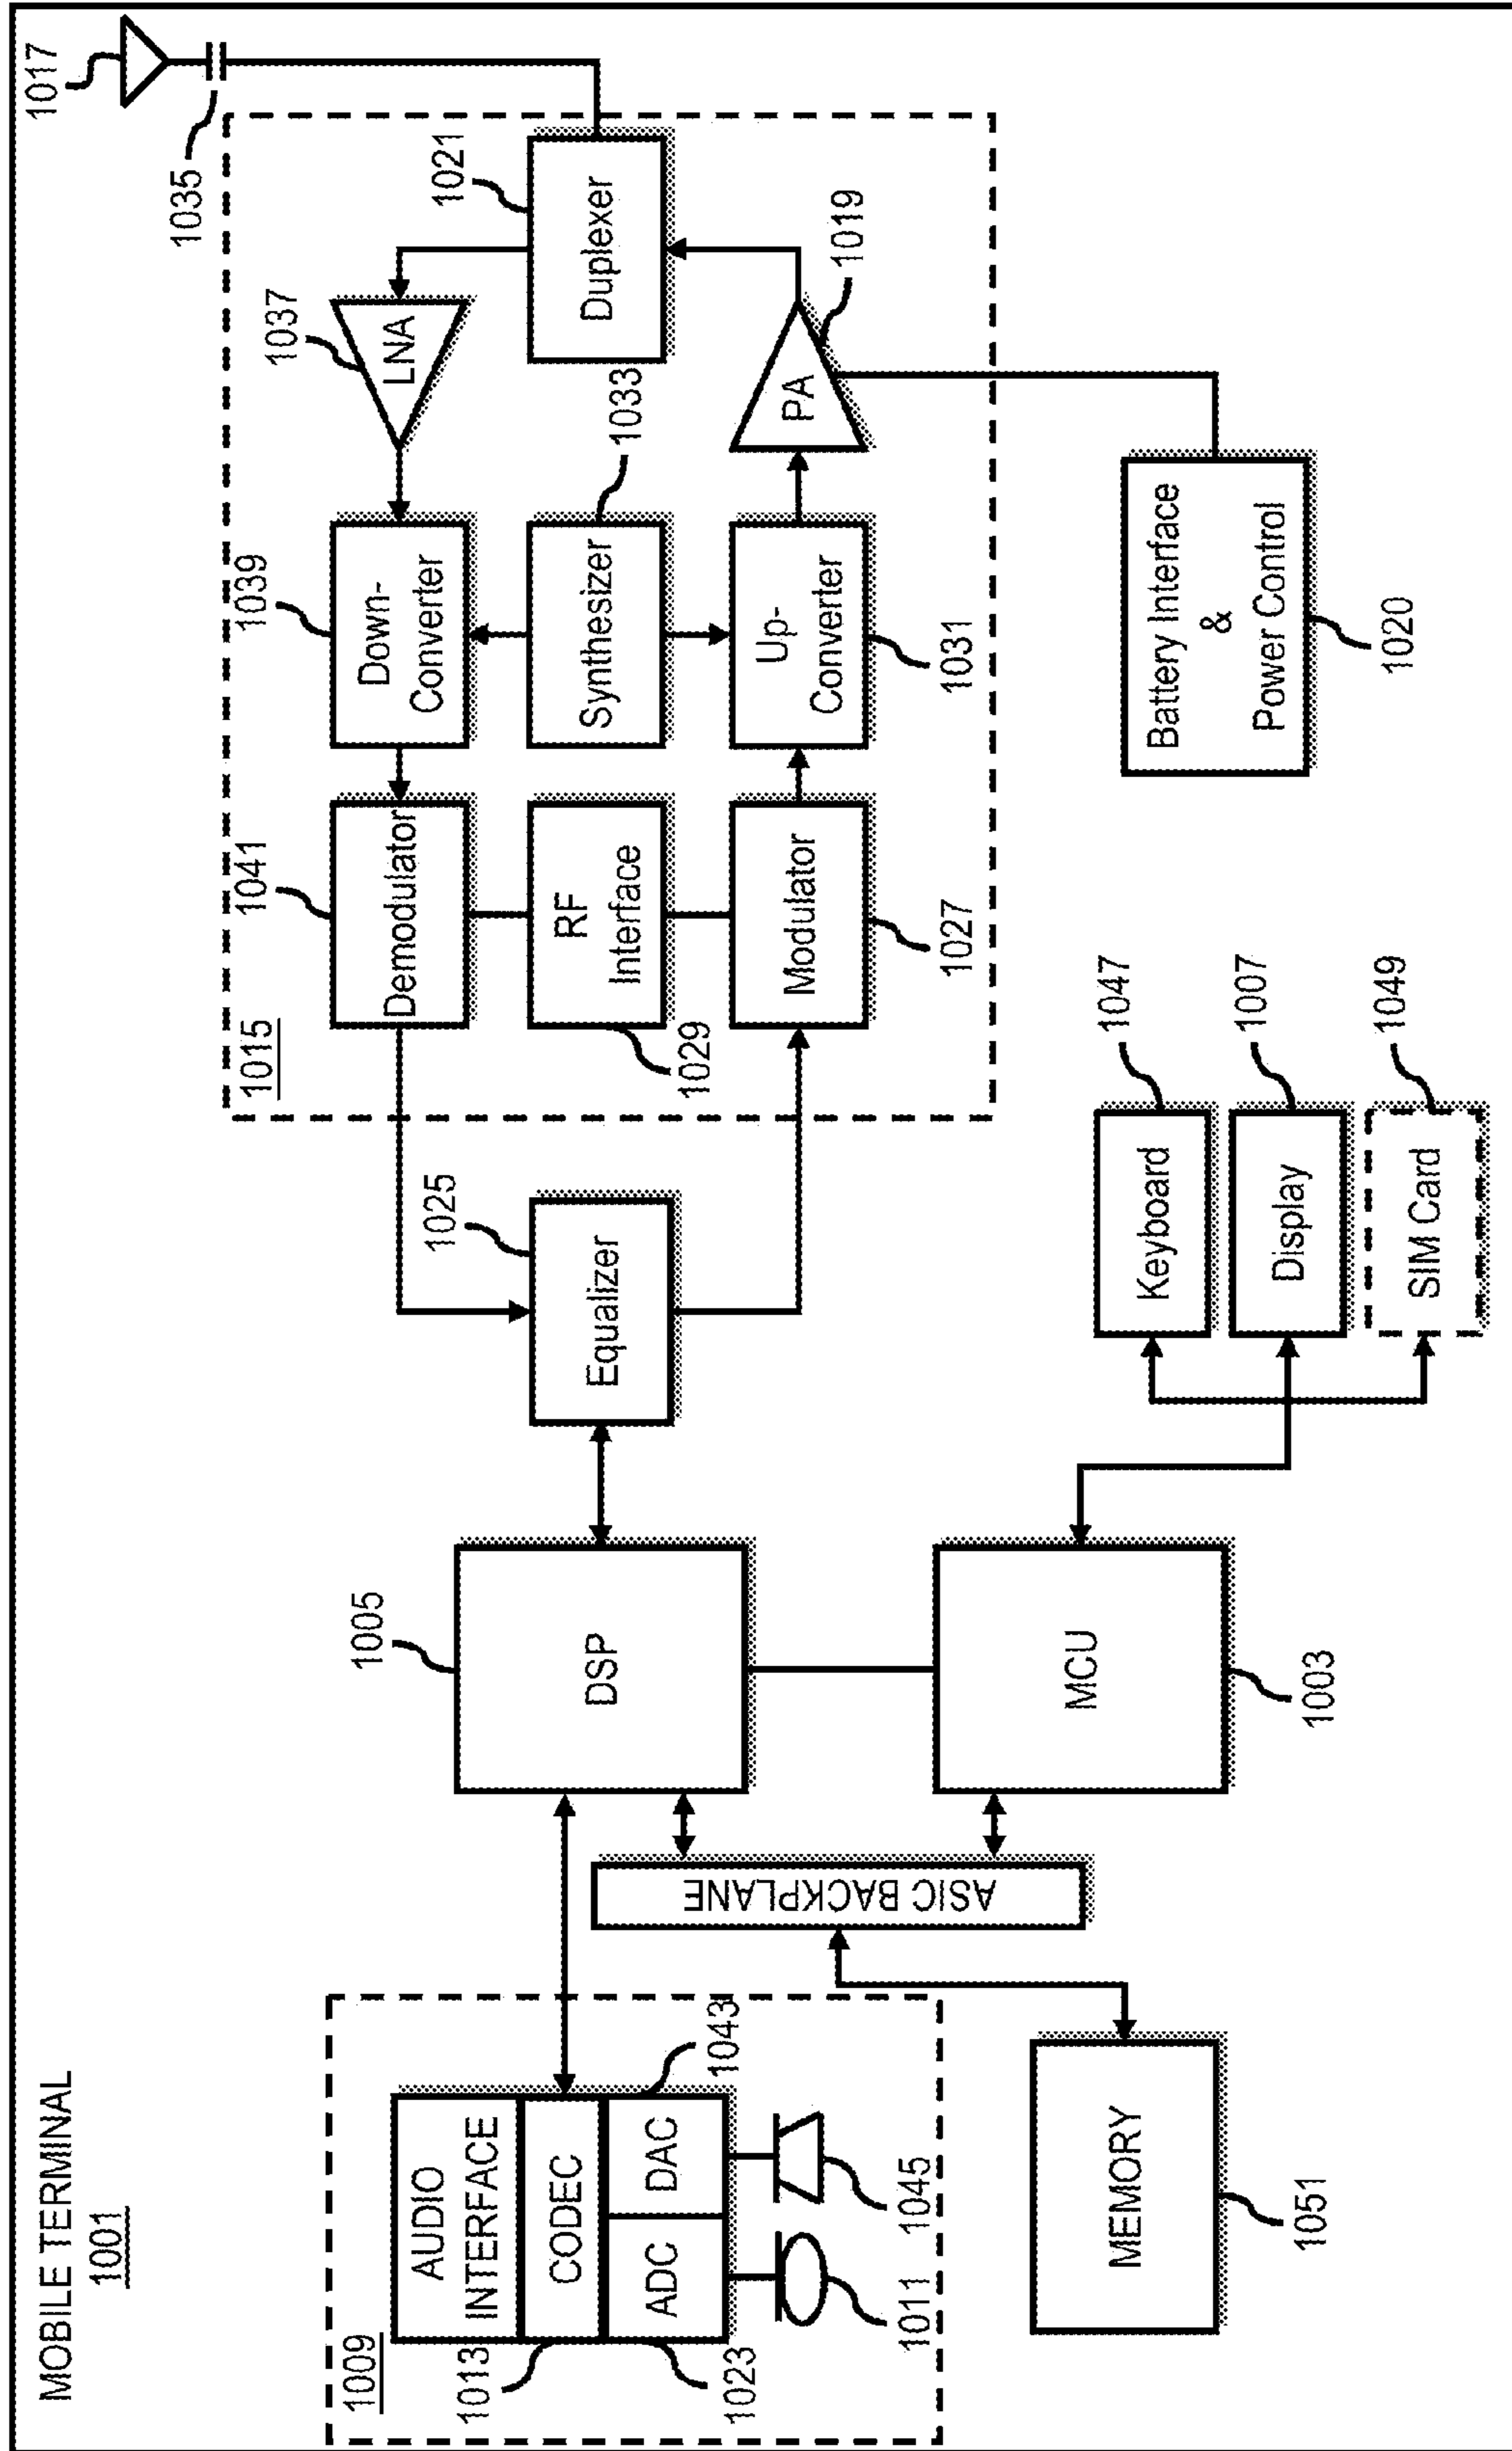 MOBILE TERMINAL
1001
1017
1035
1015
1041
1039
1037
1021
Demodulator
Down-
Converter
LNA
Duplexer
RF
Interface
Synthesizer
1033
1029
Modulator
Up-
Converter
PA
1019
1027
1031
1025
Equalizer
1005
DSP
1009
AUDIO
INTERFACE
CODEC
ADC
DAC
1013
1023
1043
1011
1045
ASIC BACKPLANE
MCU
1003
MEMORY
1051
Keyboard
1047
Display
1007
SIM Card
1049
Battery Interface
&
Power Control
1020